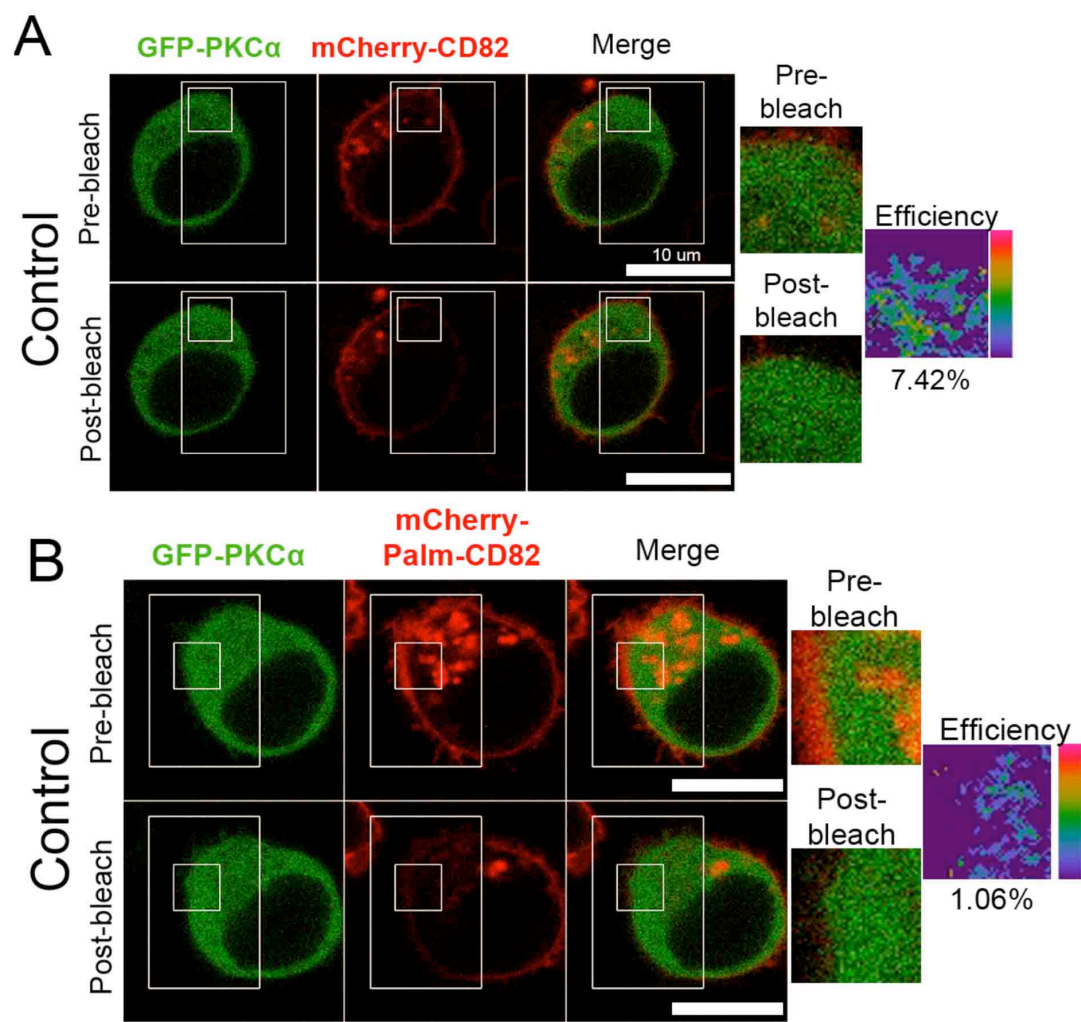 A
GFP-PKCα
mCherry-CD82
Merge
Pre-
bleach
Control
Pre-bleach
10 um
Efficiency
Post-bleach
Post-
bleach
7.42%
B
GFP-PKCα
mCherry-
Palm-CD82
Merge
Pre-
bleach
Control
Pre-bleach
Efficiency
Post-bleach
Post-
bleach
1.06%